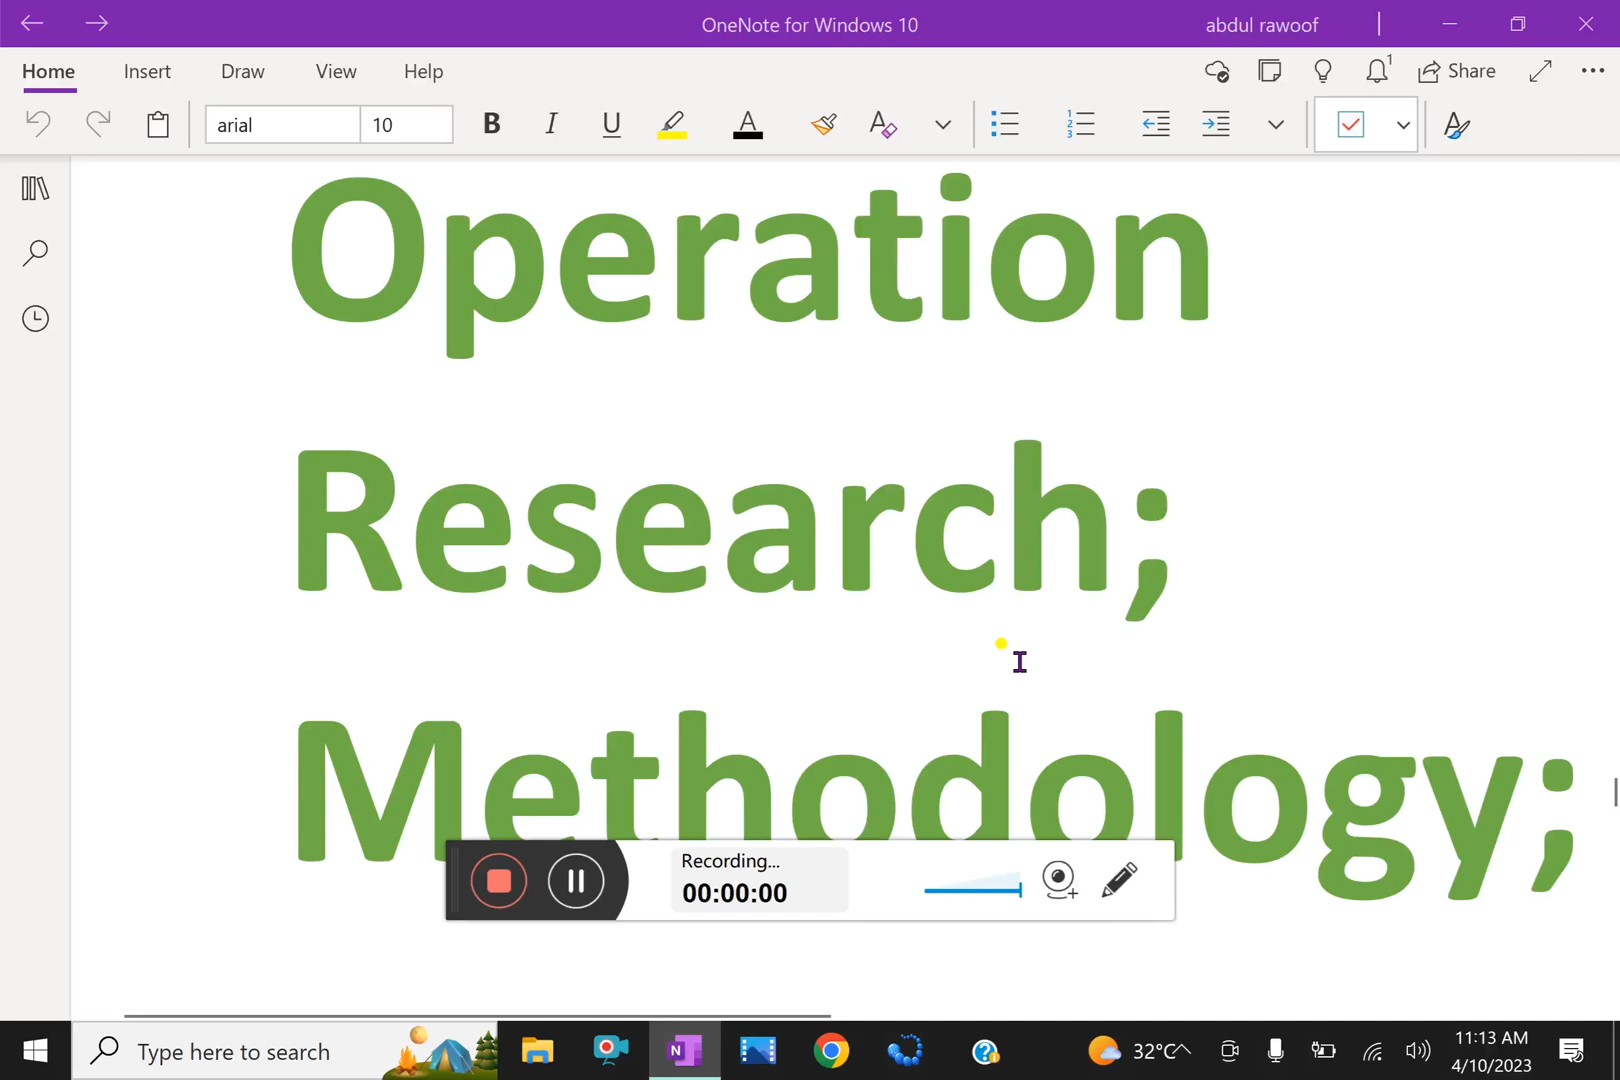 OneNote for Windows 10
abdul rawoof
Home Insert Draw View Help
Share
arial 10 B I U A A
Operation
Research;
Methodology;
Recording...
00:00:00
Type here to search
32°C
11:13 AM
4/10/2023